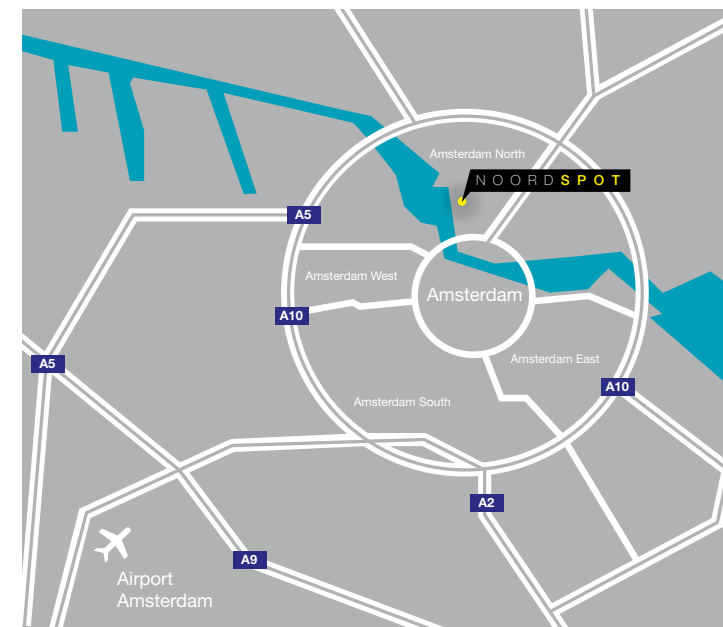 Amsterdam North
NOORDSPOT
A5
Amsterdam West
Amsterdam
A10
Amsterdam East
A5
A10
Amsterdam South
A2
A9
Airport
Amsterdam